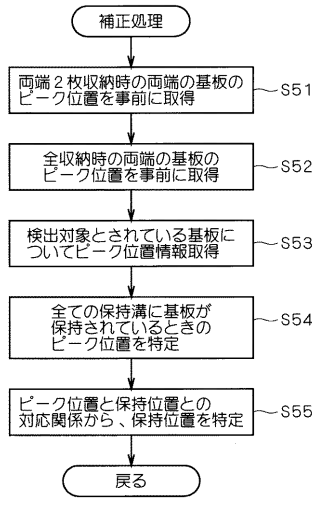 補正処理
両端２枚収納時の両端の基板の
ピーク位置を事前に取得
S51
全収納時の両端の基板の
ピーク位置を事前に取得
S52
検出対象とされている基板に
ついてピーク位置情報取得
S53
全ての保持溝に基板が
保持されているときの
ピーク位置を特定
S54
ピーク位置と保持位置との
対応関係から、保持位置を特定
S55
戻る